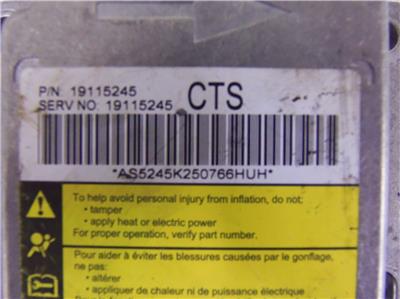 P/N: 19115245
SERV NO: 19115245 CTS
*AS5245K250766HUH*
To help avoid personal injury from inflation, do not:
• tamper
• apply heat or electric power
For proper operation, verify part number.
Pour aider à éviter les blessures causées par le gonflage,
ne pas:
• altérer
• appliquer de chaleur ni de puissance électrique